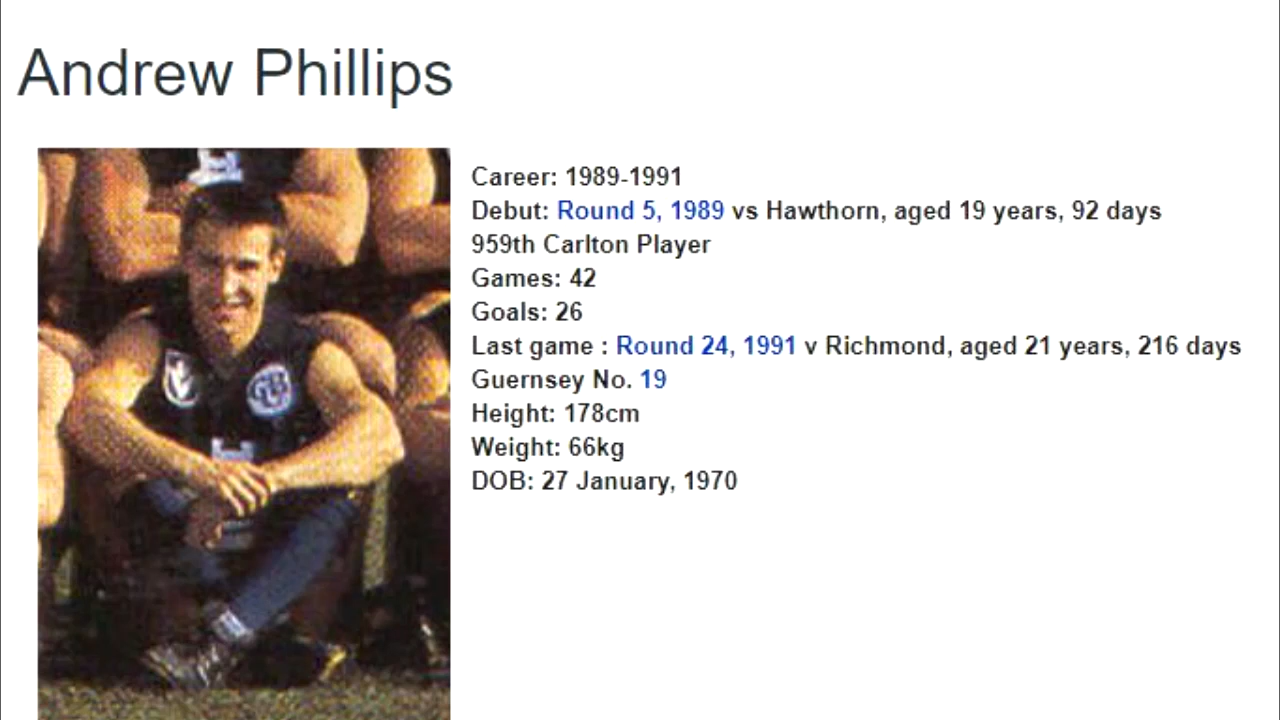 Andrew Phillips
Career: 1989-1991
Debut: Round 5, 1989 vs Hawthorn, aged 19 years, 92 days
959th Carlton Player
Games: 42
Goals: 26
Last game : Round 24, 1991 v Richmond, aged 21 years, 216 days
Guernsey No. 19
Height: 178cm
Weight: 66kg
DOB: 27 January, 1970